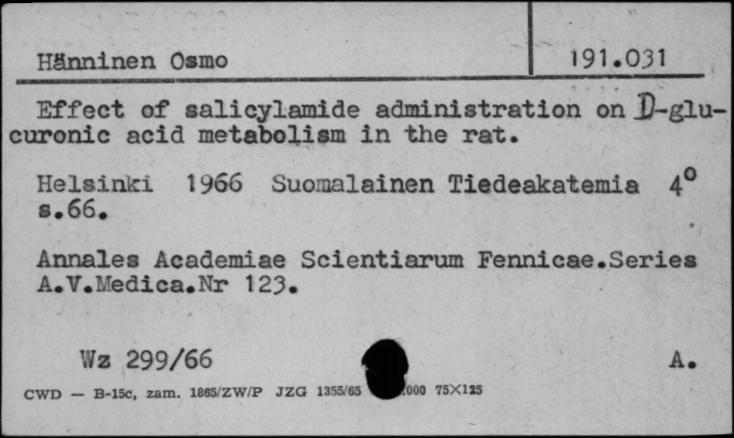 Hänninen Osmo 191.031
Effect of salicylamide administration on D-glu-
curonic acid metabolism in the rat.
Helsinki 1966 Suomalainen Tiedeakatemia 4°
s.66.
Annales Academiae Scientiarum Fennicae.Series
A.V.Medica.Nr 123.
Wz 299/66 A.
CWD — B-15c, zam. 1865/ZW/P JZG 1355/65 .000 75X125